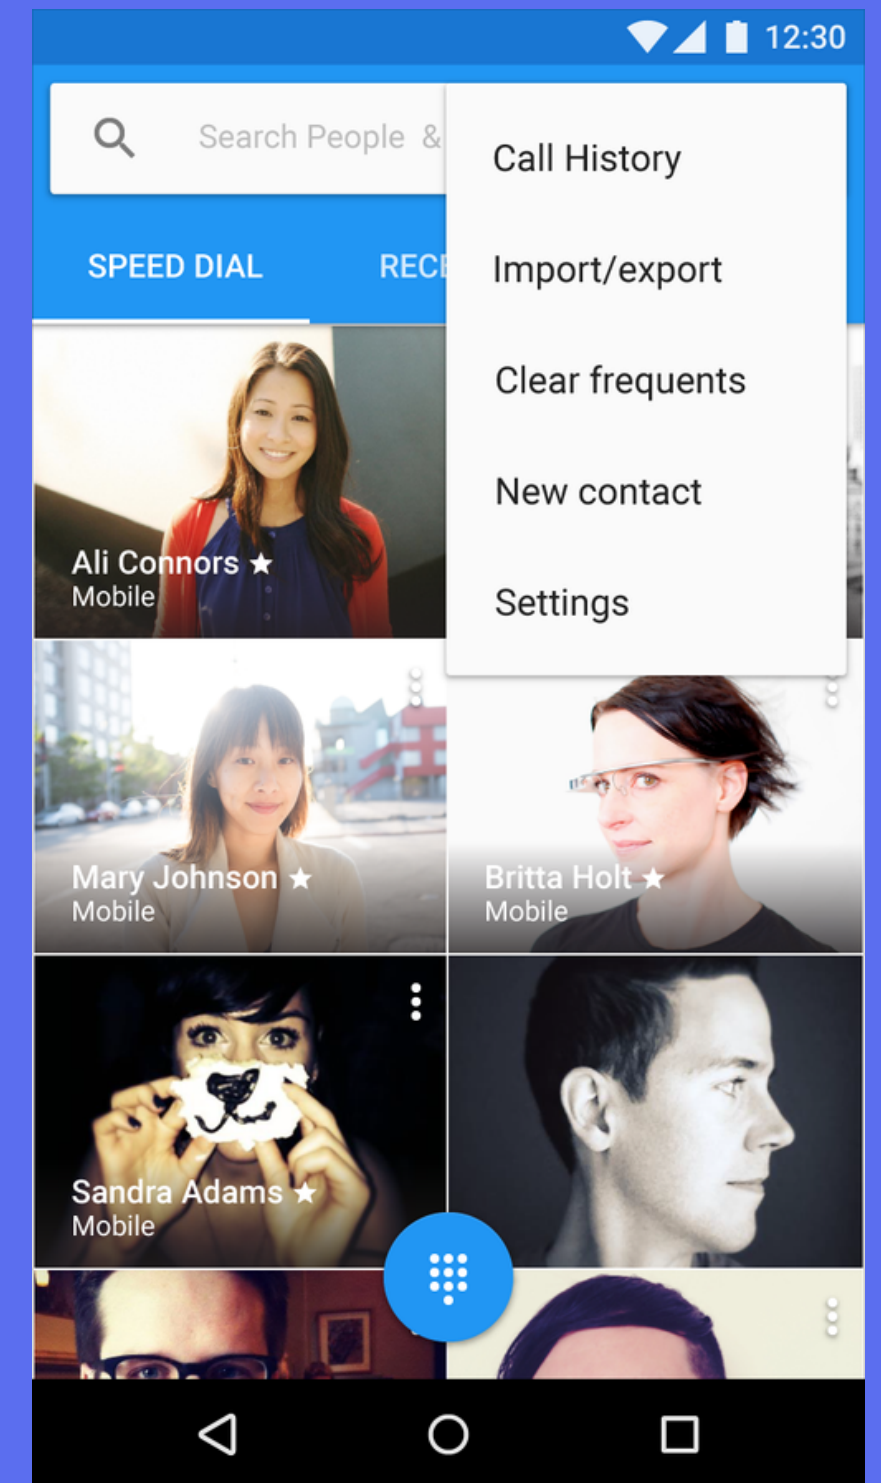 12:30
Search People &
Call History
Import/export
Clear frequents
New contact
Settings
SPEED DIAL
RECE
Ali Connors
Mobile
Mary Johnson
Mobile
Britta Holt
Mobile
Sandra Adams
Mobile